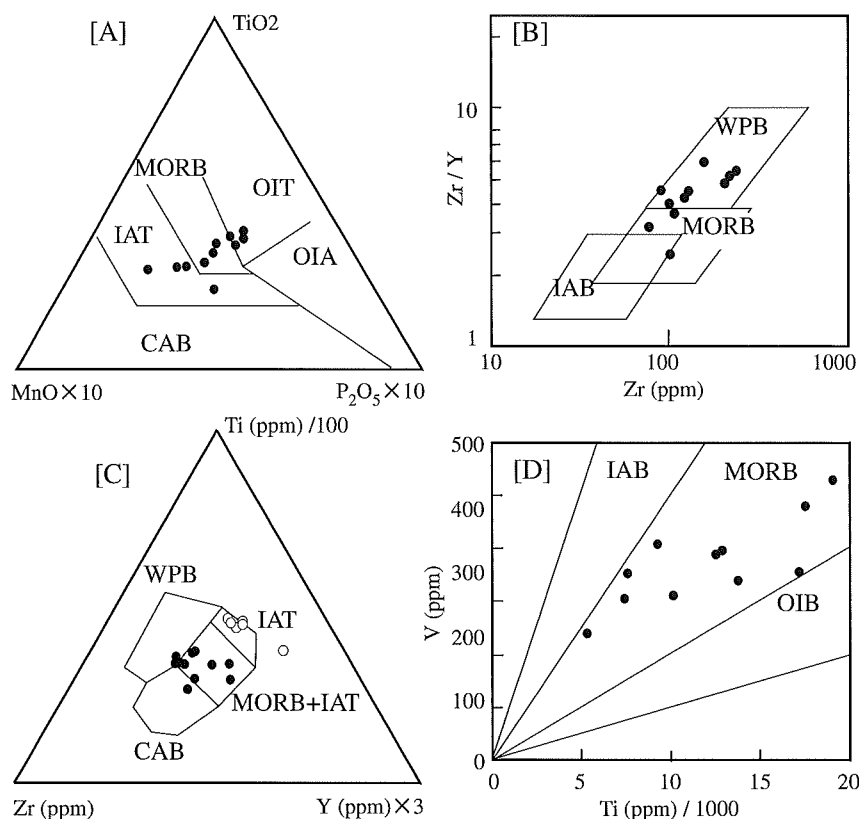 [A]
TiO2
MORB
OIT
IAT
OIA
CAB
MnO×10
P₂O₅×10
[B]
10
WPB
Zr / Y
MORB
IAB
1
10
100
1000
Zr (ppm)
Ti (ppm) /100
[C]
WPB
IAT
MORB+IAT
CAB
Zr (ppm)
Y (ppm)×3
500
[D]
IAB
MORB
400
300
V (ppm)
OIB
200
100
0
0
5
10
15
20
Ti (ppm) / 1000